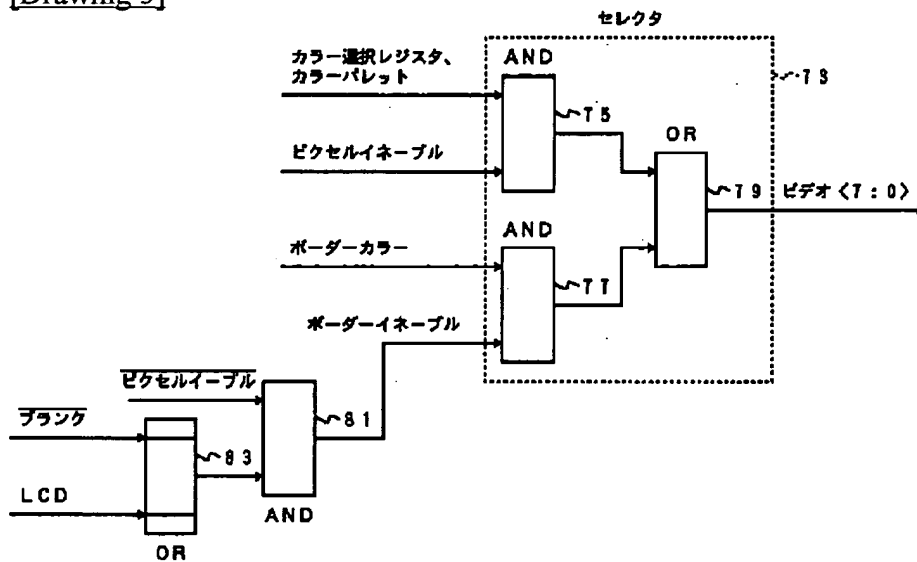 セレクタ
カラー選択レジスタ、
カラーパレット
AND
73
75
OR
ピクセルイネーブル
79
ビデオ〈7:0〉
AND
ボーダーカラー
77
ボーダーイネーブル
ピクセルイーブル
ブランク
81
83
LCD
AND
OR